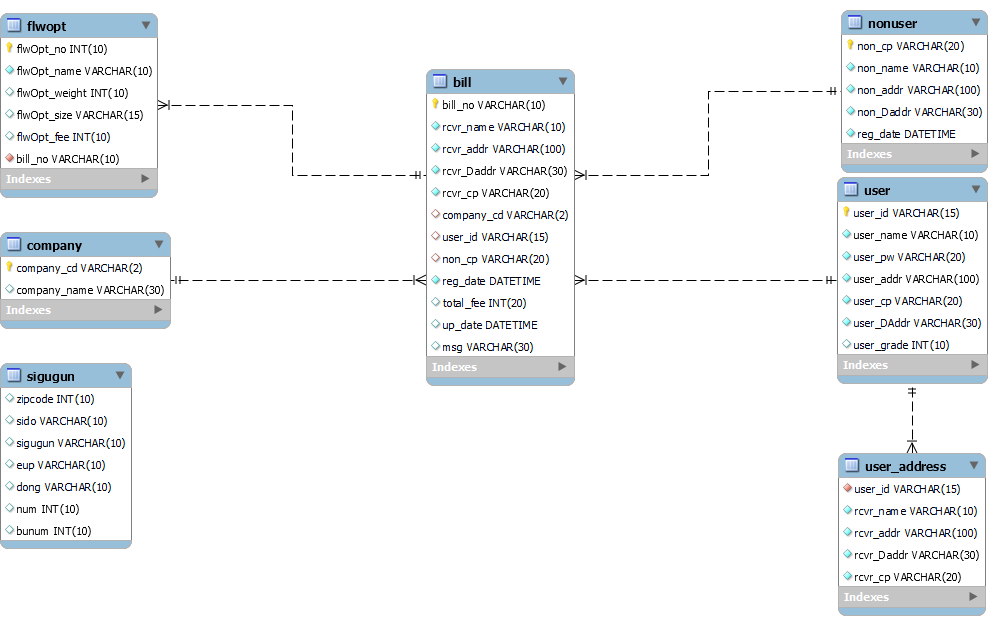 flwopt
flwOpt_no INT(10)
flwOpt_name VARCHAR(10)
flwOpt_weight INT(10)
flwOpt_size VARCHAR(15)
flwOpt_fee INT(10)
bill_no VARCHAR(10)
Indexes
company
company_cd VARCHAR(2)
company_name VARCHAR(30)
Indexes
sigugun
zipcode INT(10)
sido VARCHAR(10)
sigugun VARCHAR(10)
eup VARCHAR(10)
dong VARCHAR(10)
num INT(10)
bunum INT(10)
bill
bill_no VARCHAR(10)
rcvr_name VARCHAR(10)
rcvr_addr VARCHAR(100)
rcvr_Daddr VARCHAR(30)
rcvr_cp VARCHAR(20)
company_cd VARCHAR(2)
user_id VARCHAR(15)
non_cp VARCHAR(20)
reg_date DATETIME
total_fee INT(20)
up_date DATETIME
msg VARCHAR(30)
Indexes
nonuser
non_cp VARCHAR(20)
non_name VARCHAR(10)
non_addr VARCHAR(100)
non_Daddr VARCHAR(30)
reg_date DATETIME
Indexes
user
user_id VARCHAR(15)
user_name VARCHAR(10)
user_pw VARCHAR(20)
user_addr VARCHAR(100)
user_cp VARCHAR(20)
user_DAddr VARCHAR(30)
user_grade INT(10)
Indexes
user_address
user_id VARCHAR(15)
rcvr_name VARCHAR(10)
rcvr_addr VARCHAR(100)
rcvr_Daddr VARCHAR(30)
rcvr_cp VARCHAR(20)
Indexes